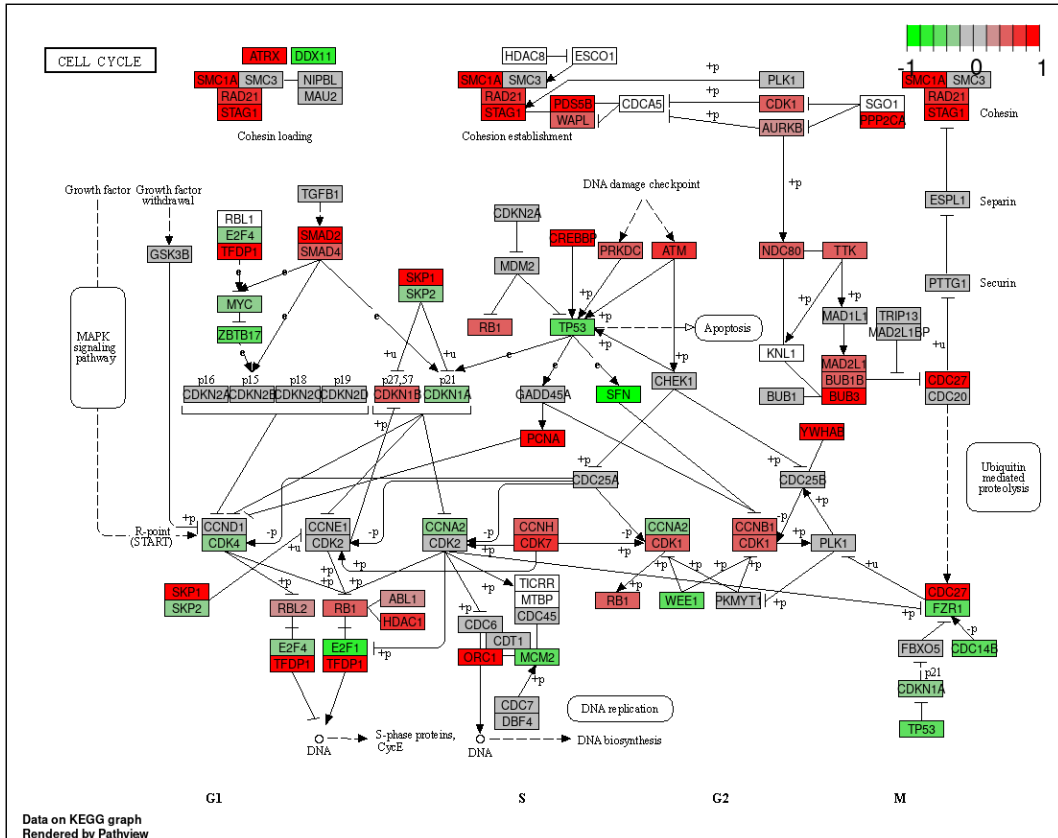 CELL CYCLE
ATRX DDX11
SMC1A SMC3 NIPBL
RAD21 MAU2
STAG1
Cohesin loading
HDAC8 ESCO1
SMC1A SMC3
RAD21
STAG1
PDS5B CDCA5
WAPL
Cohesion establishment
+p
PLK1
+p
CDK1
AURKB
+p
SGO1
PPP2CA
-1 0 1
SMC1A SMC3
RAD21
STAG1
Cohesin
Growth factor
Growth factor
withdrawal
GSK3B
MAPK
signaling
pathway
RBL1
E2F4
TFDP1
e
MYC
ZBTB17
e
TGFB1
SMAD2
SMAD4
e
e
e
SKP1
SKP2
+u
+u
CDKN2A
MDM2
RB1
DNA damage checkpoint
CREBBP
PRKDC
ATM
+p
+p
+p
+p
+p
TP53
Apoptosis
e
e
e
GADD45A
SFN
CHEK1
PCNA
+p
NDC80 TTK
+p
+p
KNL1
MAD1L1
TRIP13
MAD2L1BP
MAD2L1
BUB1B
BUB3
BUB1
ESPL1
Separin
PTTG1
Securin
+u
CDC27
CDC20
p16 p15 p18 p19
CDKN2A CDKN2B CDKN2C CDKN2D
p27,57
CDKN1B
p21
CDKN1A
+p
+p
+p
YWHAB
CDC25A
CDC25B
Ubiquitin
mediated
proteolysis
R-point
(START)
+p
CCND1
CDK4
-p
+u
CCNE1
CDK2
-p
CCNA2
CDK2
-p
+p
CCNH
CDK7
-p
+p
CCNA2
CDK1
CCNB1
CDK1
-p
+p
+p
PLK1
+u
SKP1
SKP2
+p
+p
+p
+p
RBL2
RB1
ABL1
HDAC1
E2F4
TFDP1
E2F1
TFDP1
+p
+p
+p
TICRR
MTBP
CDC45
CDC6
CDT1
ORC1
MCM2
+p
CDC7
DBF4
+p
RB1
+p
WEE1
+p
+p
PKMYT1
+p
+p
CDC27
FZR1
-p
FBXO5
CDC14B
p21
CDKN1A
TP53
DNA replication
DNA
S-phase proteins,
CycE
DNA
DNA biosynthesis
G1 S G2 M
Data on KEGG graph
Rendered by Pathview